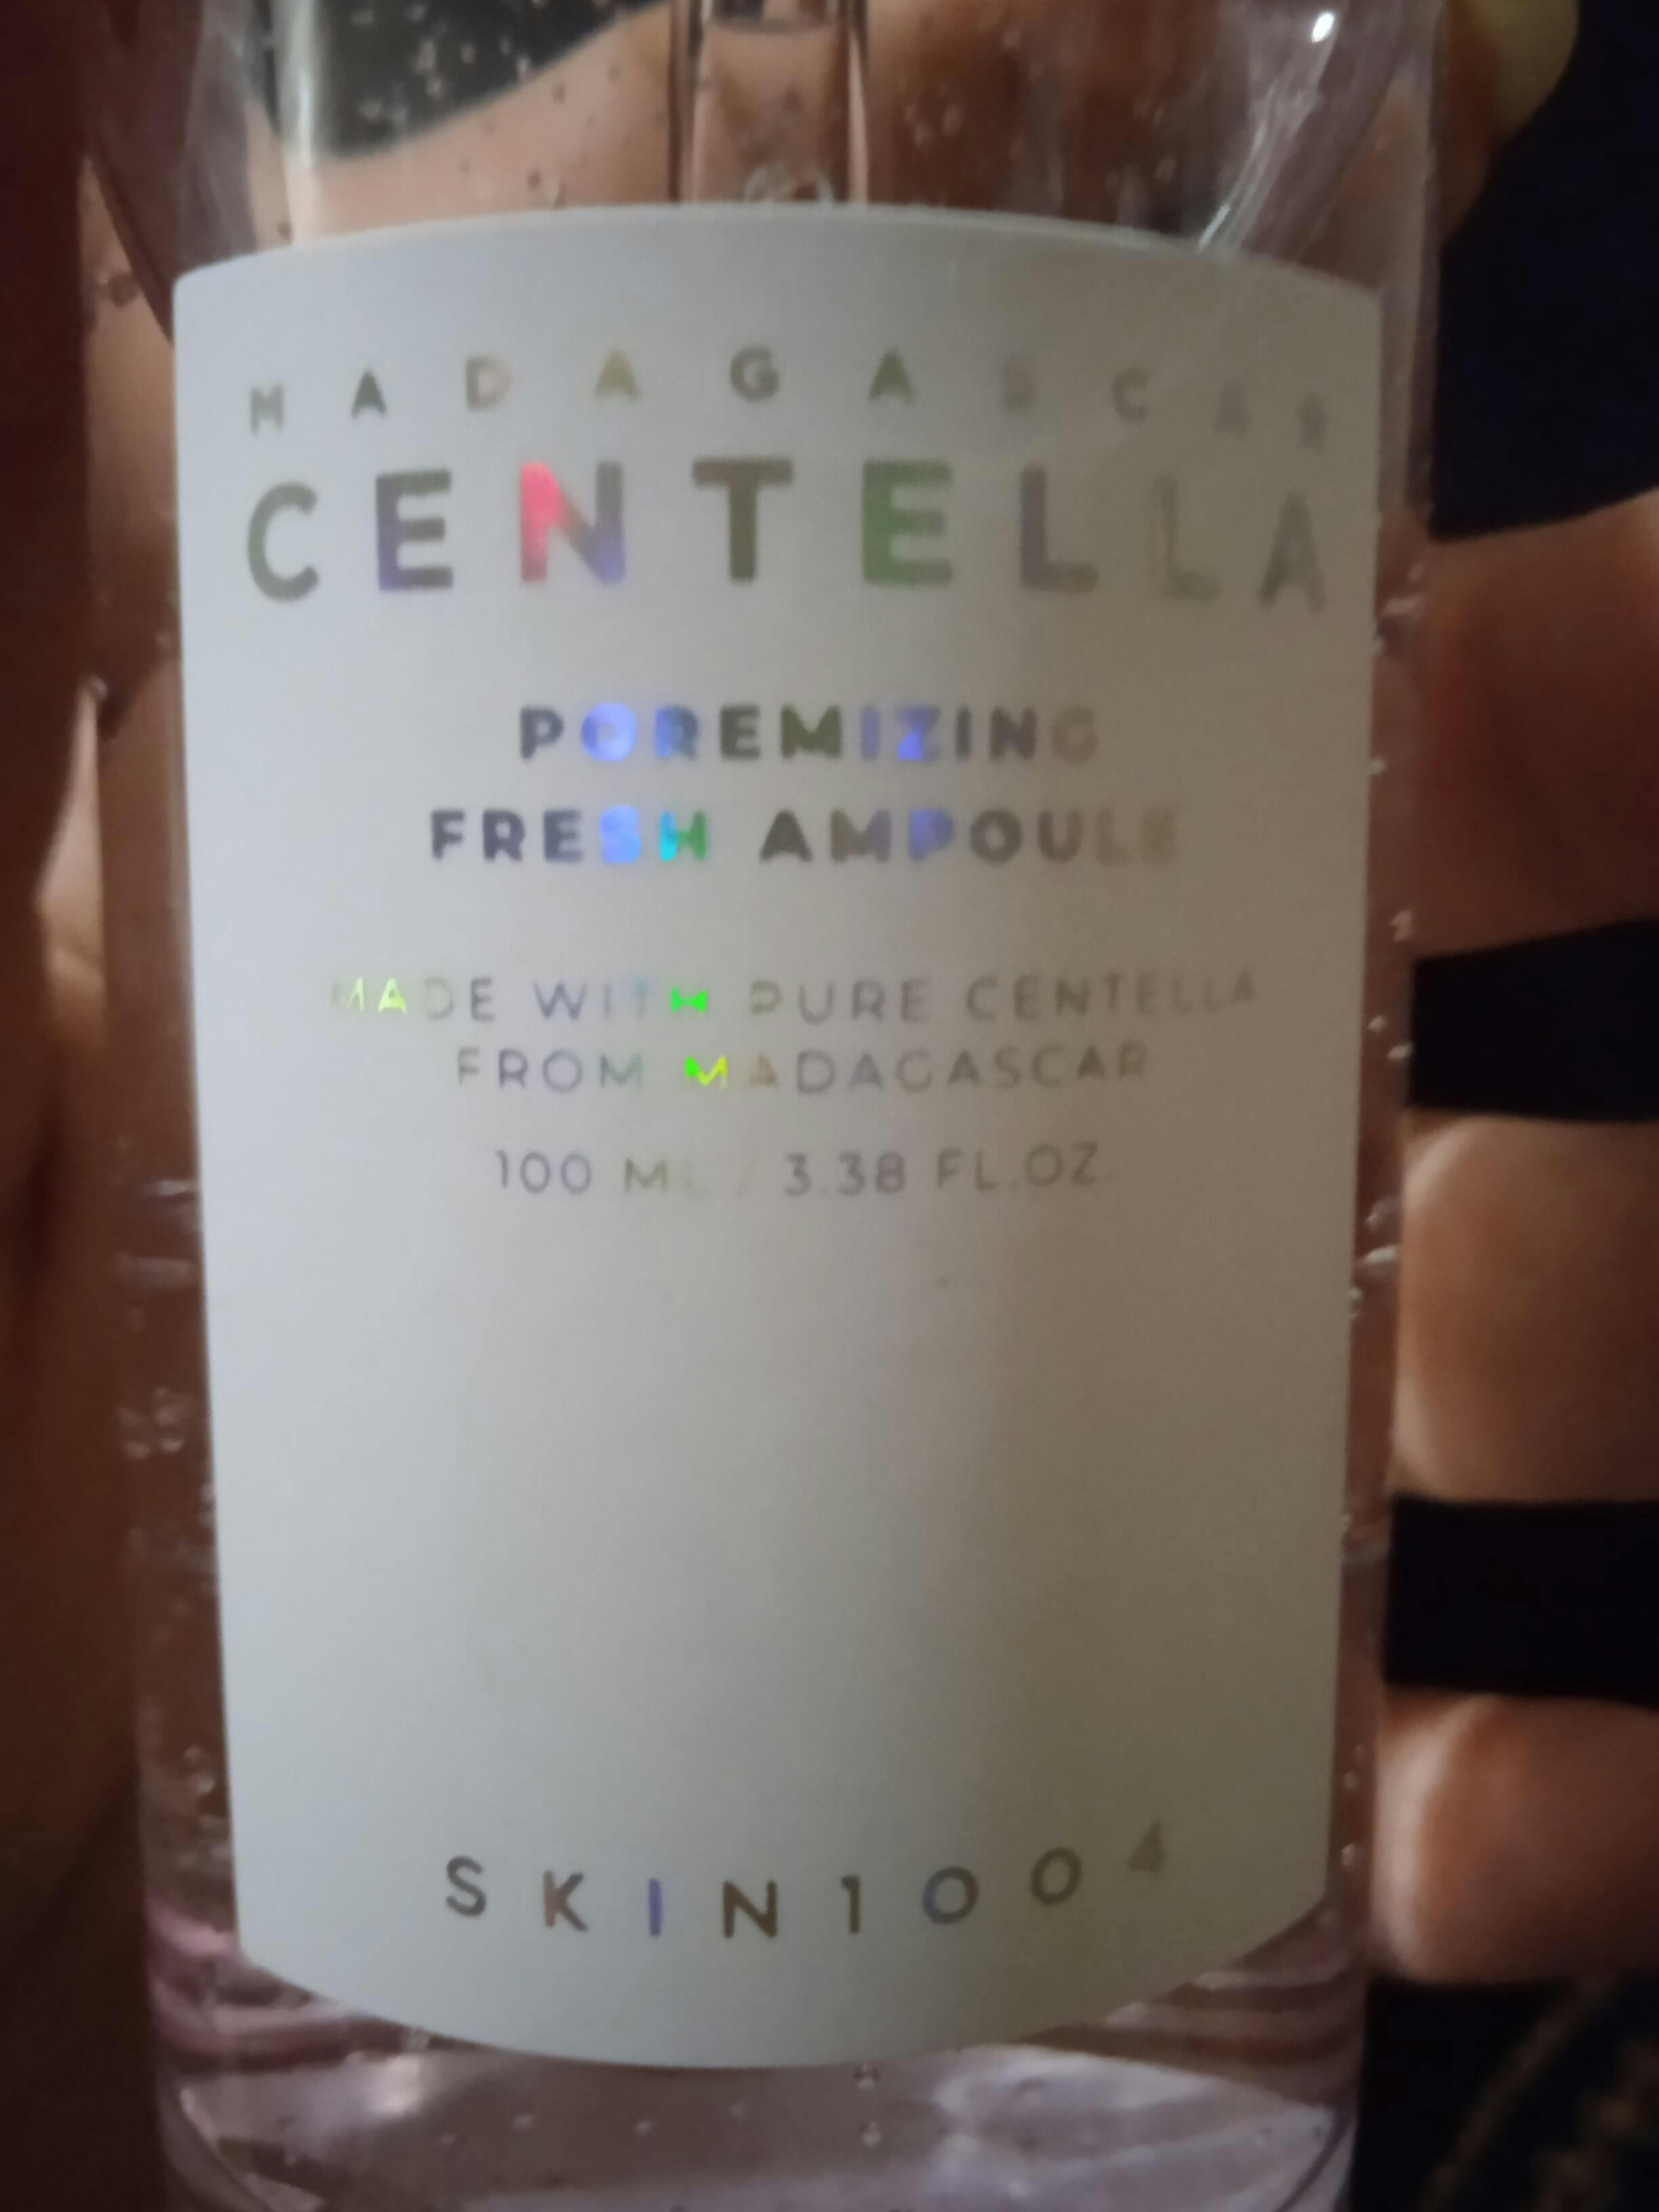 MADAGASCAR
CENTELLA
POREMIZING
FRESH AMPOULE
MADE WITH PURE CENTELLA
FROM MADAGASCAR
100 ML / 3.38 FL.OZ.
SKIN1004